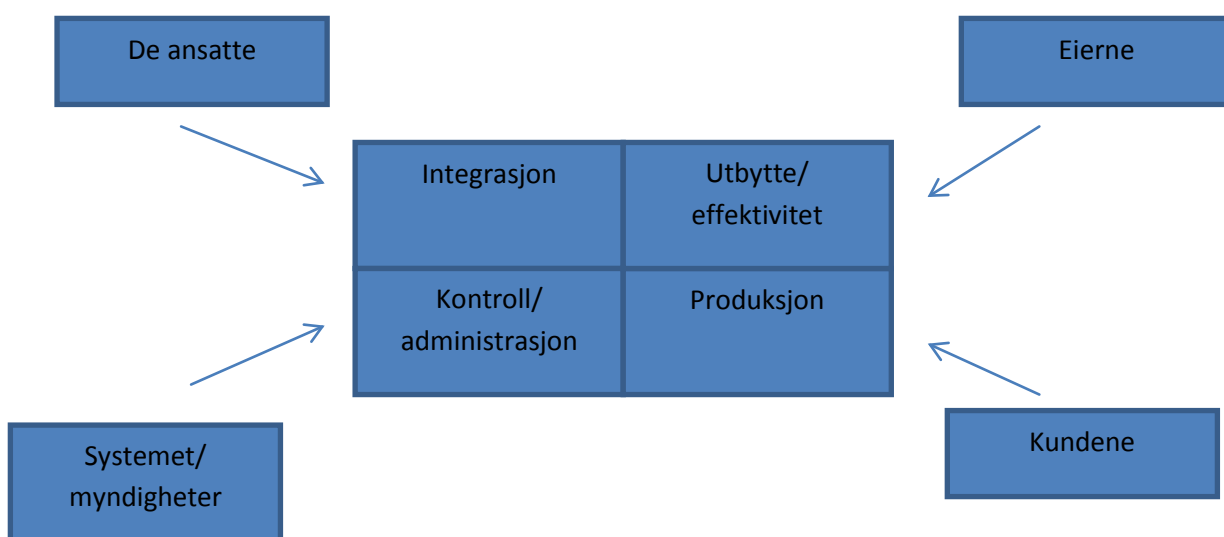 De ansatte
Eierne
Integrasjon
Utbytte/
effektivitet
Kontroll/
administrasjon
Produksjon
Systemet/
myndigheter
Kundene